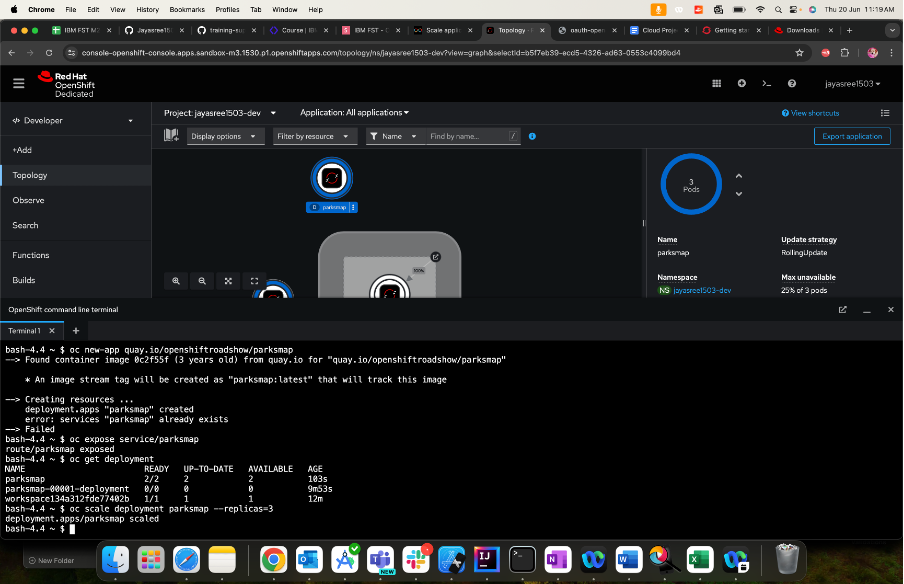 Chrome File Edit View History Bookmarks Profiles Tab Window Help Thu 20 Jun 11:19 AM
IBM FST M3 Jayasree15 training-su Course | IBM IBM FST - C Scale applic Topology oauth-open Cloud Proje Getting star Downloads
console-openshift-console.apps.sandbox-m3.1530.p1.openshiftapps.com/topology/ns/jayasree1503-dev?view=graph&selectId=b5f7eb39-ecd5-4326-ad63-0553c4099bd4
Red Hat
OpenShift
Dedicated
jayasree1503
Developer
+Add
Topology
Observe
Search
Functions
Builds
Project: jayasree1503-dev Application: All applications View shortcuts
Display options Filter by resource Name Find by name... / Export application
D parksmap
100%
3
Pods
Name
parksmap
Update strategy
RollingUpdate
Namespace
NS jayasree1503-dev
Max unavailable
25% of 3 pods
OpenShift command line terminal
Terminal 1
bash-4.4 ~ $ oc new-app quay.io/openshiftroadshow/parksmap
--> Found container image 0c2f55f (3 years old) from quay.io for "quay.io/openshiftroadshow/parksmap"
* An image stream tag will be created as "parksmap:latest" that will track this image
--> Creating resources ...
deployment.apps "parksmap" created
error: services "parksmap" already exists
--> Failed
bash-4.4 ~ $ oc expose service/parksmap
route/parksmap exposed
bash-4.4 ~ $ oc get deployment
NAME READY UP-TO-DATE AVAILABLE AGE
parksmap 2/2 2 2 103s
parksmap-00001-deployment 0/0 0 0 9m53s
workspace134a312fde77402b 1/1 1 1 12m
bash-4.4 ~ $ oc scale deployment parksmap --replicas=3
deployment.apps/parksmap scaled
bash-4.4 ~ $
New Folder
NEW